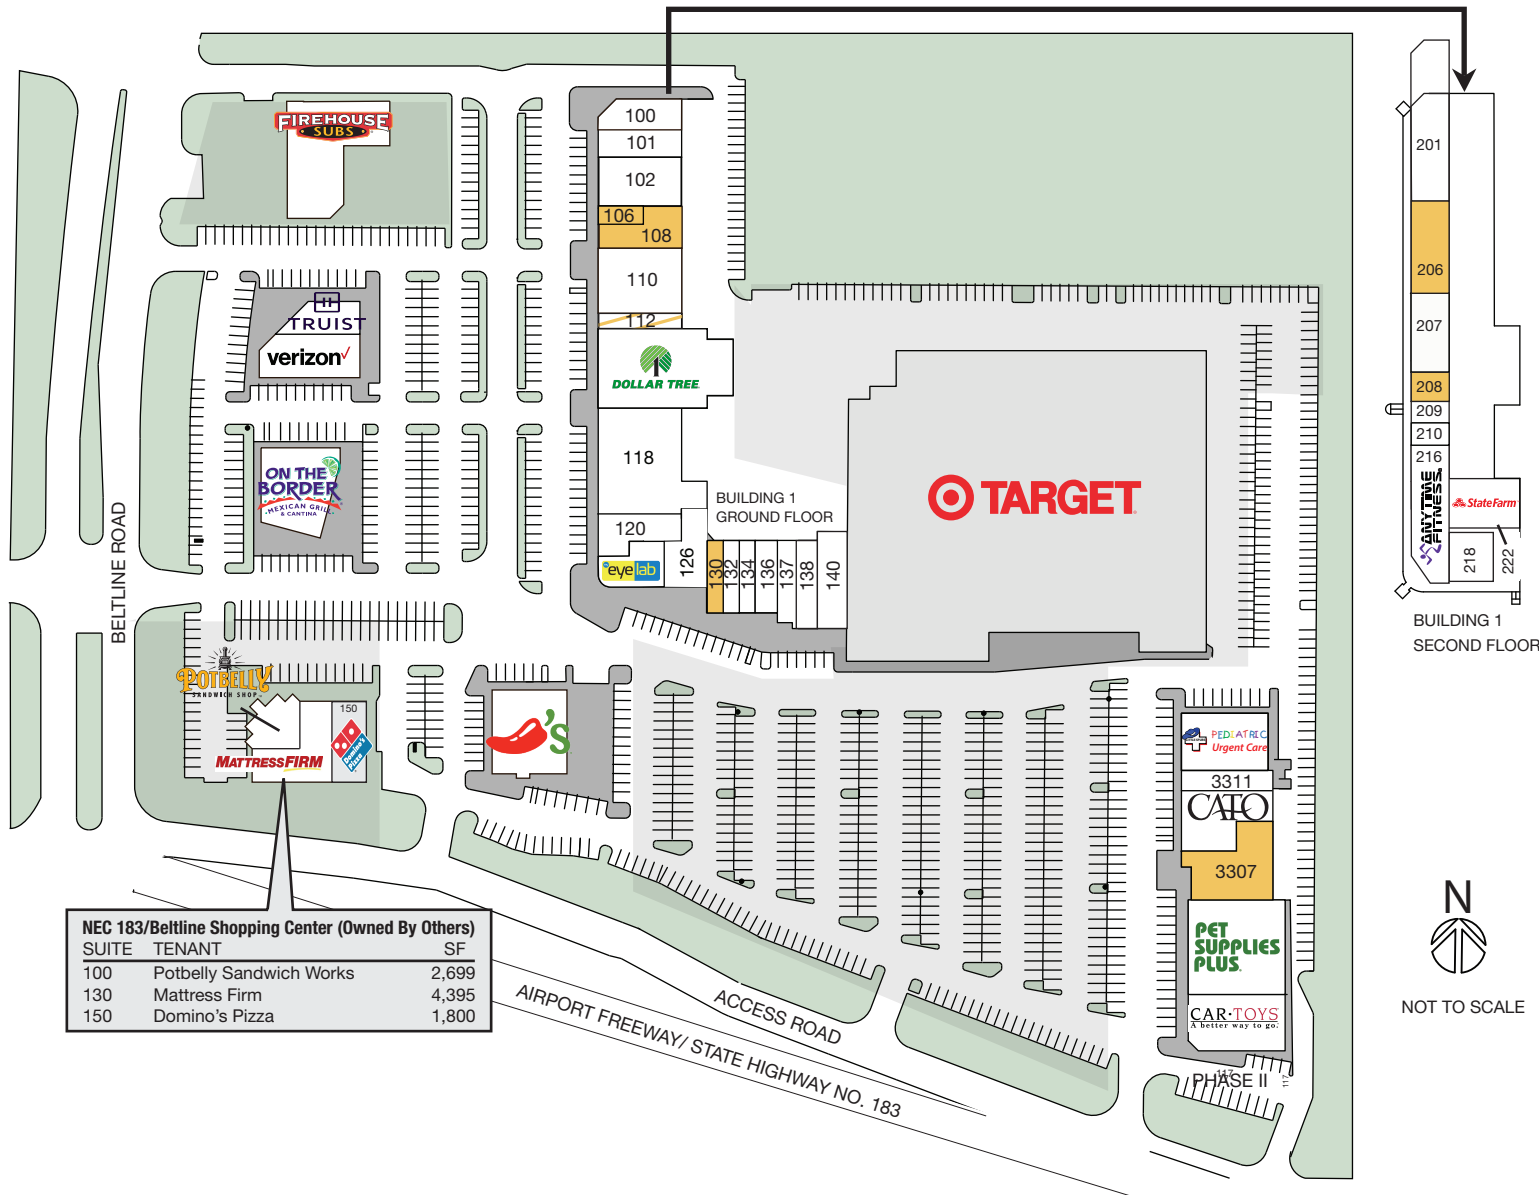 FIREHOUSE
SUBS
TRUIST
verizon✓
ON THE
BORDER
MEXICAN GRILL
& CANTINA
BELTLINE ROAD
POTBELLY
SANDWICH SHOP
MATTRESSFIRM
150
Domino's
Pizza
'S
100
101
102
106
108
110
112
DOLLAR TREE
118
120
eyelab
126
BUILDING 1
GROUND FLOOR
130
132
134
136
137
138
140
TARGET
201
206
207
208
209
210
216
ANYTIME
FITNESS
StateFarm
218
222
BUILDING 1
SECOND FLOOR
PEDIATRIC
Urgent Care
3311
CATO
3307
PET
SUPPLIES
PLUS
CAR·TOYS
A better way to go.
PHASE II
117
117
N
NOT TO SCALE
NEC 183/Beltline Shopping Center (Owned By Others)
SUITE TENANT SF
100 Potbelly Sandwich Works 2,699
130 Mattress Firm 4,395
150 Domino's Pizza 1,800
ACCESS ROAD
AIRPORT FREEWAY/ STATE HIGHWAY NO. 183